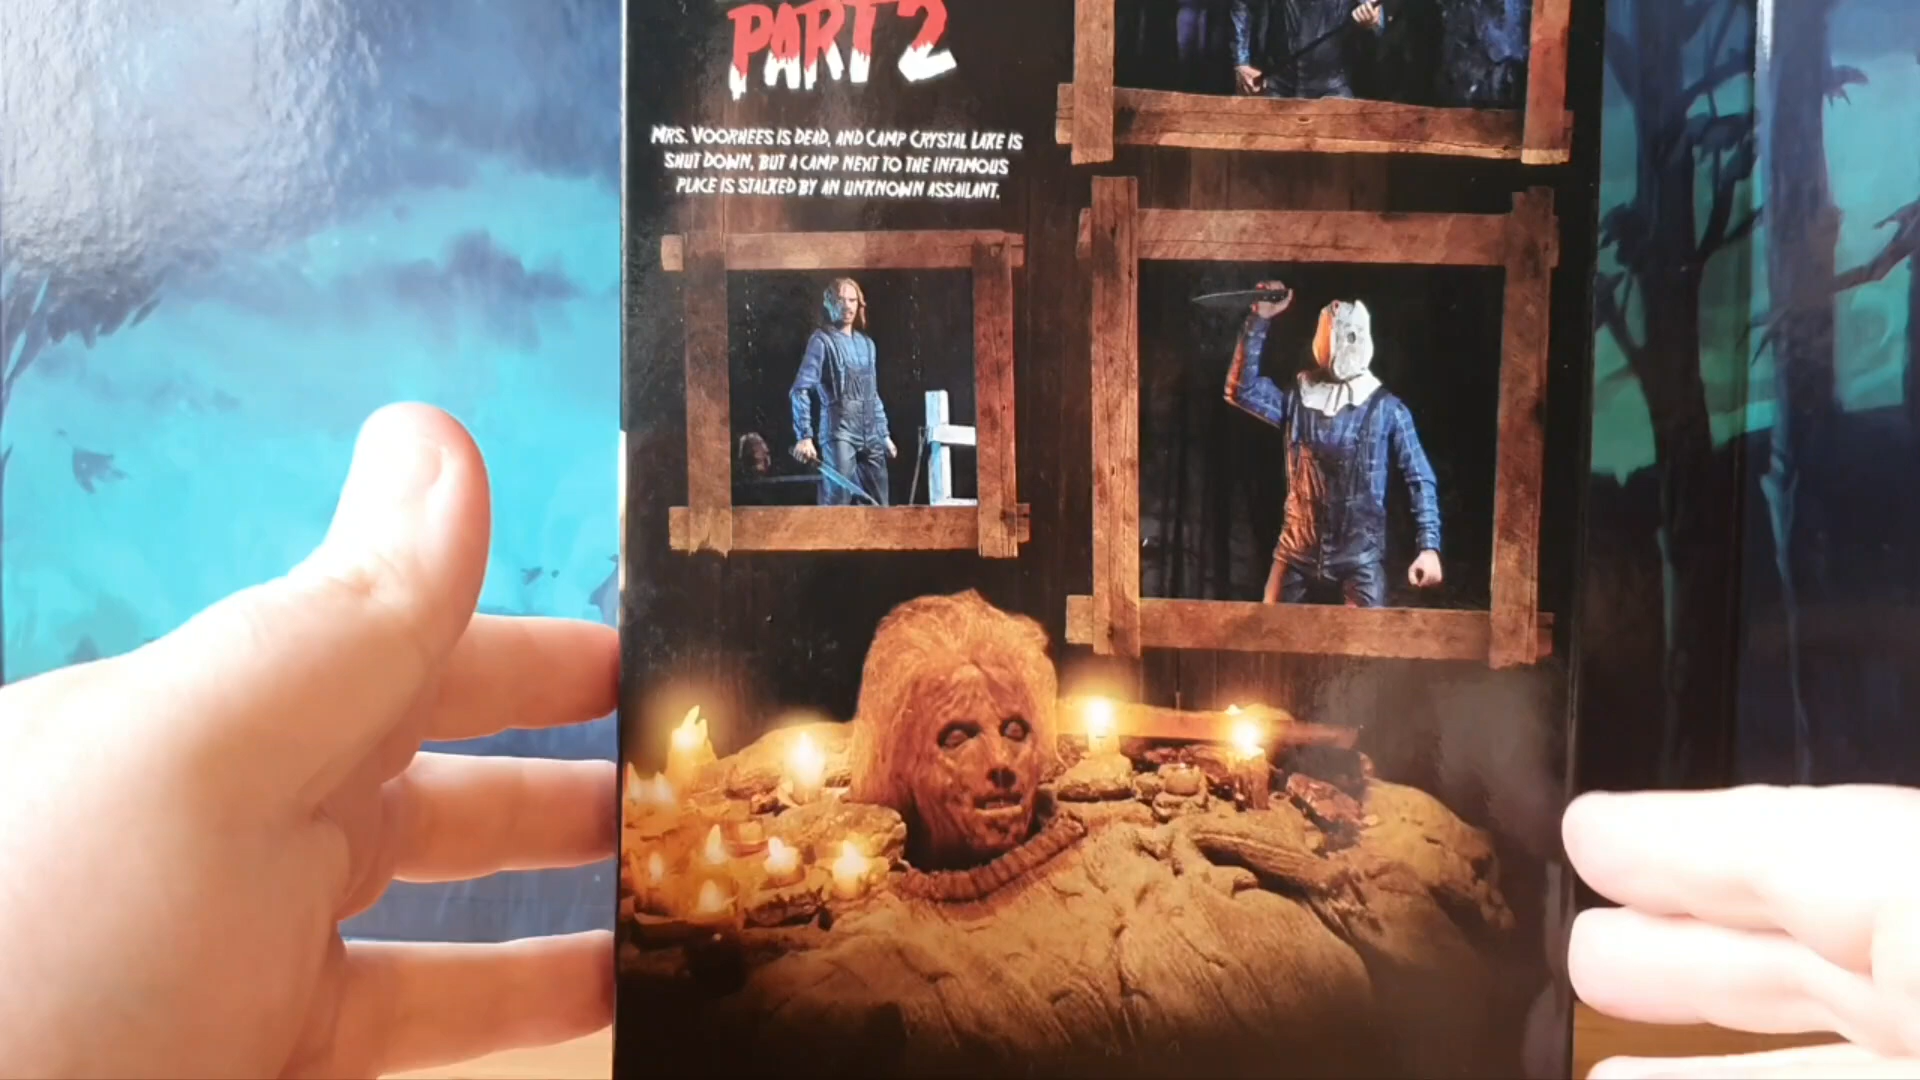 PART 2
MRS. VOORHEES IS DEAD, AND CAMP CRYSTAL LAKE IS
SHUT DOWN, BUT A CAMP NEXT TO THE INFAMOUS
PLACE IS STALKED BY AN UNKNOWN ASSAILANT.